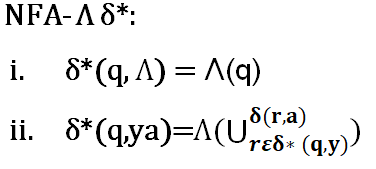 NFA-Λ δ*:
i. δ*(q, Λ) = Λ(q)
ii. δ*(q,ya)=Λ(⋃_{rεδ* (q,y)}^{δ(r,a)})